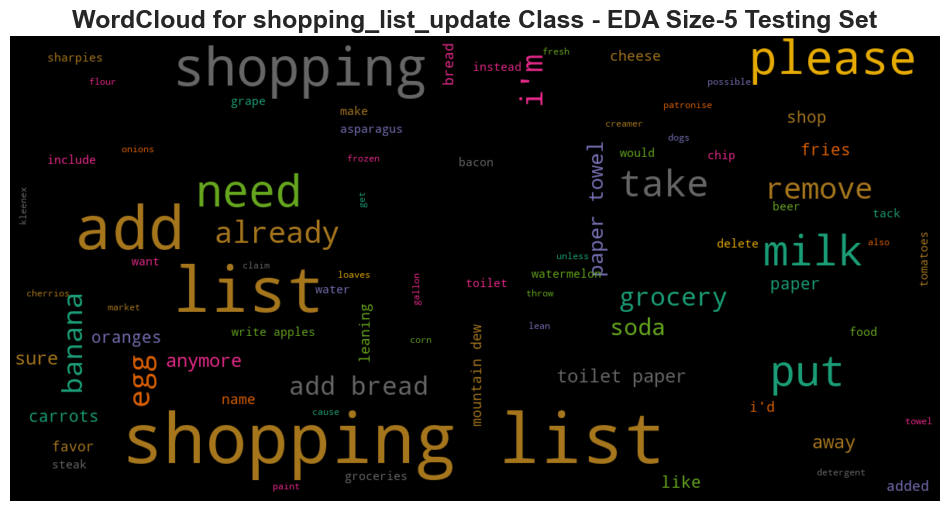 WordCloud for shopping_list_update Class - EDA Size-5 Testing Set
sharpies
shopping
bread
instead
i'm
fresh
cheese
please
flour
possible
grape
make
asparagus
patronise
creamer
shop
onions
include
frozen
bacon
would
dogs
chip
fries
kleenex
need
get
paper towel
take
remove
beer
tack
add
already
delete
milk
also
tomatoes
want
claim
list
loaves
water
gallon
toilet
unless
watermelon
throw
paper
grocery
cherrios
market
banana
oranges
write apples
leaning
corn
mountain dew
lean
soda
food
sure
egg
anymore
add bread
toilet paper
put
name
cause
i'd
carrots
shopping list
towel
favor
steak
groceries
away
paint
like
detergent
added